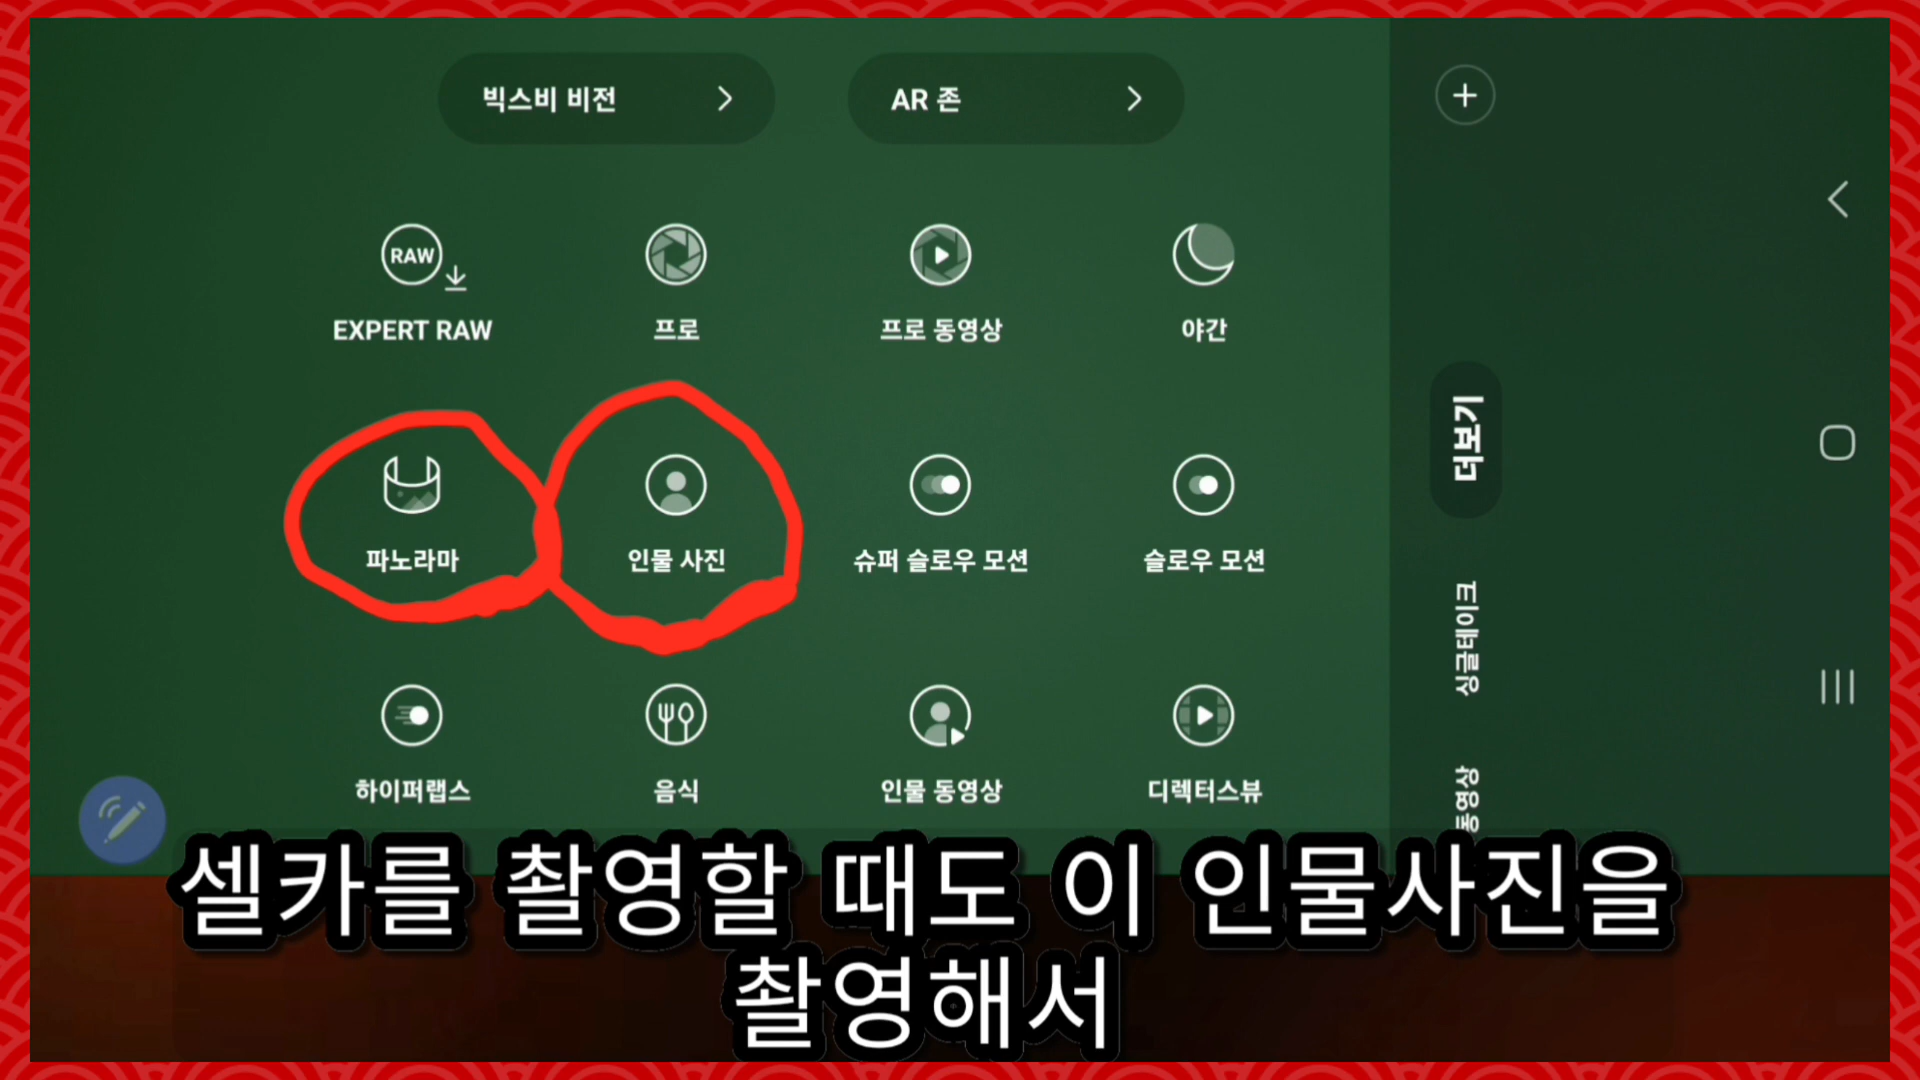 빅스비 비전
AR 존
RAW
EXPERT RAW
프로
프로 동영상
야간
파노라마
인물 사진
슈퍼 슬로우 모션
슬로우 모션
하이퍼랩스
음식
인물 동영상
디렉터스뷰
더보기
싱글테이크
동영상
셀카를 촬영할 때도 이 인물사진을
촬영해서